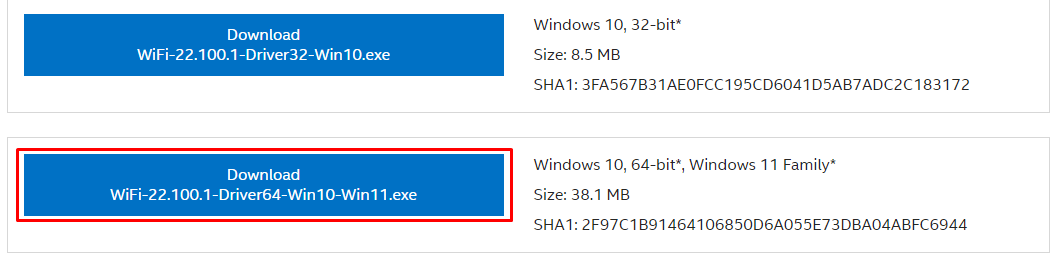 Download
WiFi-22.100.1-Driver32-Win10.exe
Windows 10, 32-bit*
Size: 8.5 MB
SHA1: 3FA567B31AE0FCC195CD6041D5AB7ADC2C183172
Download
WiFi-22.100.1-Driver64-Win10-Win11.exe
Windows 10, 64-bit*, Windows 11 Family*
Size: 38.1 MB
SHA1: 2F97C1B91464106850D6A055E73DBA04ABFC6944